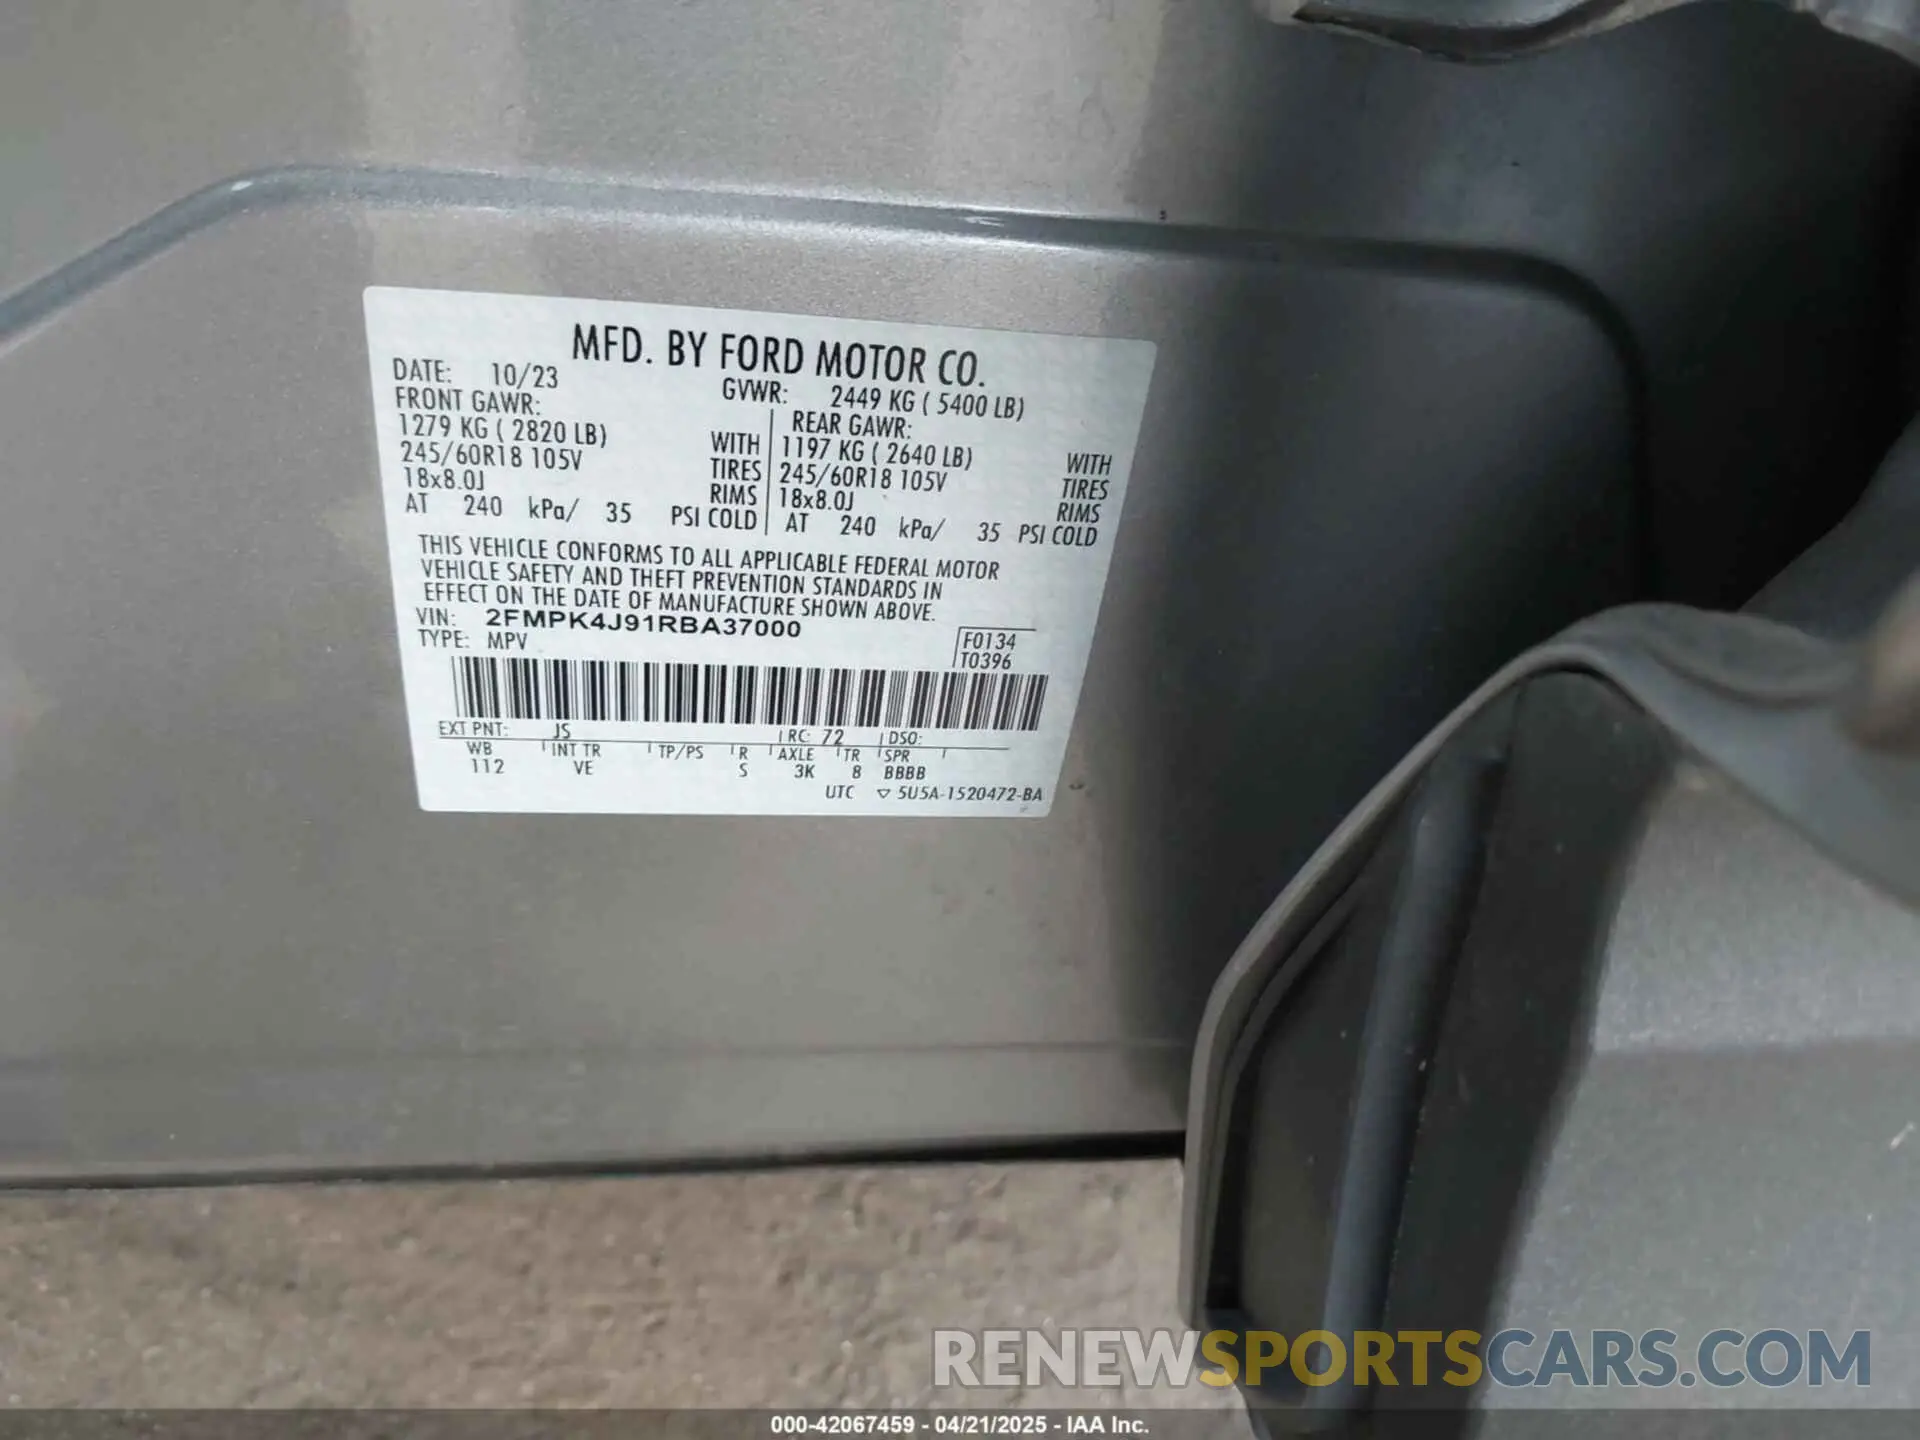 MFD. BY FORD MOTOR CO.
DATE: 10/23
GVWR: 2449 KG ( 5400 LB)
FRONT GAWR:
1279 KG ( 2820 LB) WITH
245/60R18 105V TIRES
18x8.0J RIMS
AT 240 kPa/ 35 PSI COLD
REAR GAWR:
1197 KG ( 2640 LB) WITH
245/60R18 105V TIRES
18x8.0J RIMS
AT 240 kPa/ 35 PSI COLD
THIS VEHICLE CONFORMS TO ALL APPLICABLE FEDERAL MOTOR
VEHICLE SAFETY AND THEFT PREVENTION STANDARDS IN
EFFECT ON THE DATE OF MANUFACTURE SHOWN ABOVE.
VIN: 2FMPK4J91RBA37000
TYPE: MPV
F0134
T0396
EXT PNT: JS RC: 72 DSO:
WB INT TR TP/PS R AXLE TR SPR
112 VE S 3K 8 BBBB
UTC ▽ 5U5A-1520472-BA
RENEWSPORTSCARS.COM
000-42067459 - 04/21/2025 - IAA Inc.